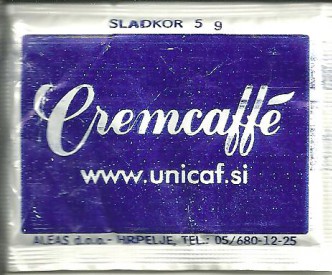 SLADKOR 5 g
Cremcaffé
www.unicaf.si
ALEAS d.o.o. - HRPELJE, TEL.: 05/680-12-25